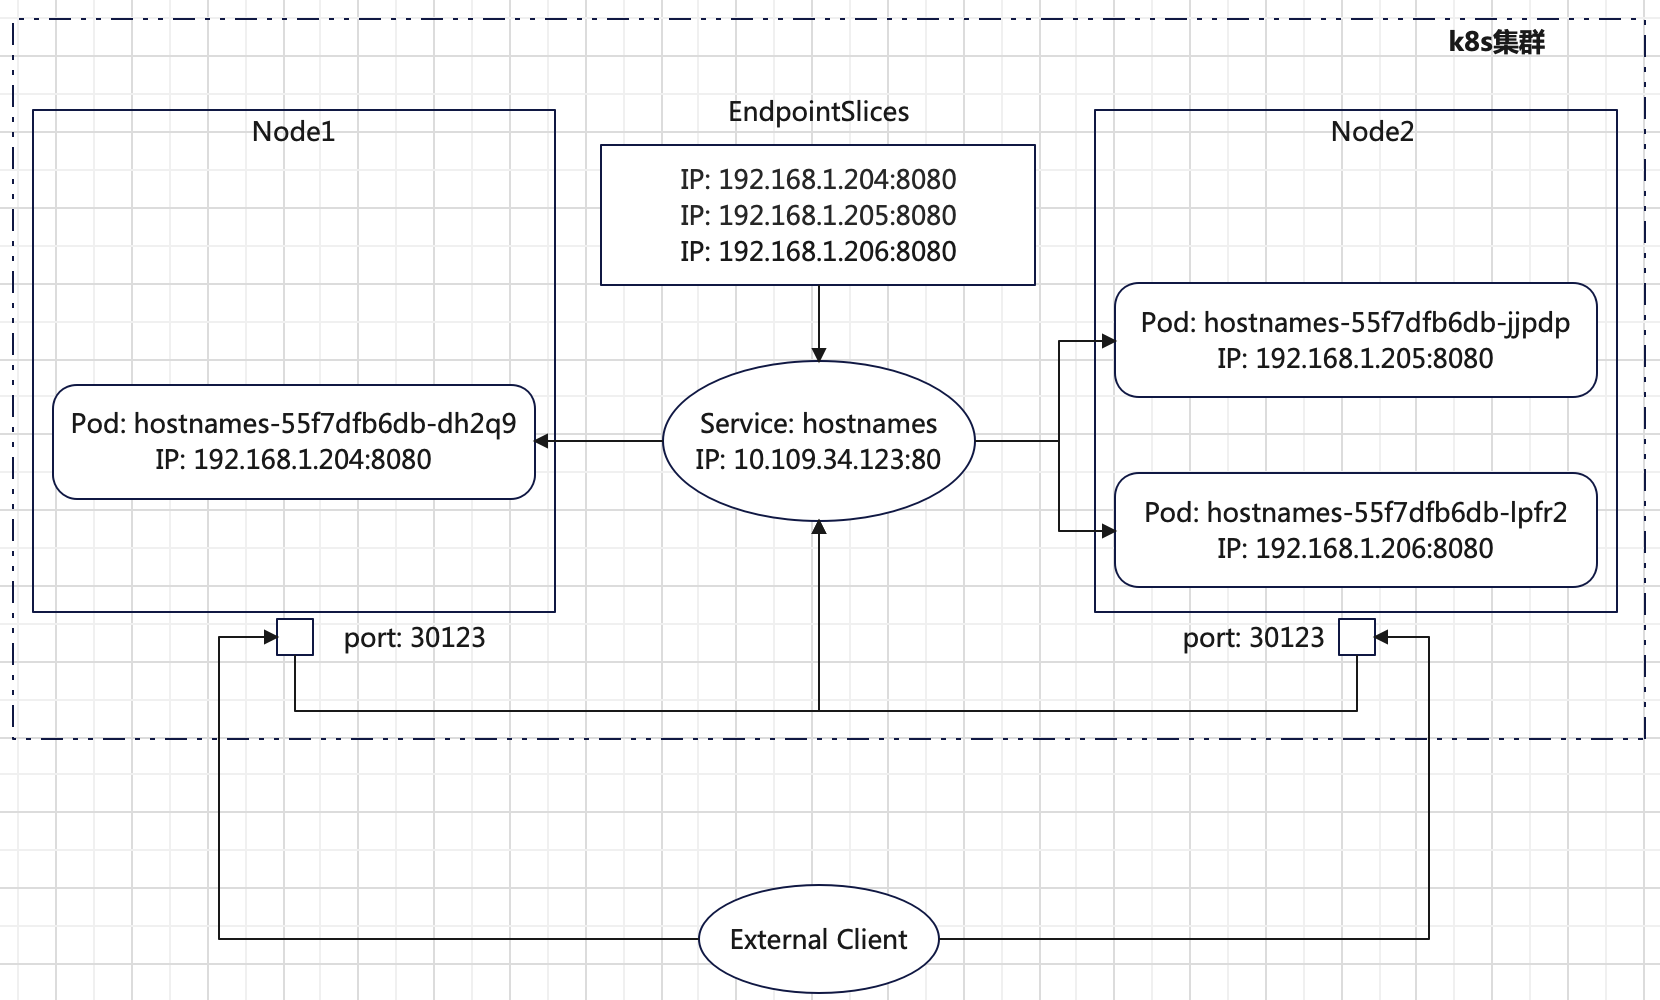 k8s集群
Node1
EndpointSlices
IP: 192.168.1.204:8080
IP: 192.168.1.205:8080
IP: 192.168.1.206:8080
Node2
Pod: hostnames-55f7dfb6db-jjpdp
IP: 192.168.1.205:8080
Pod: hostnames-55f7dfb6db-dh2q9
IP: 192.168.1.204:8080
Service: hostnames
IP: 10.109.34.123:80
Pod: hostnames-55f7dfb6db-lpfr2
IP: 192.168.1.206:8080
port: 30123
port: 30123
External Client